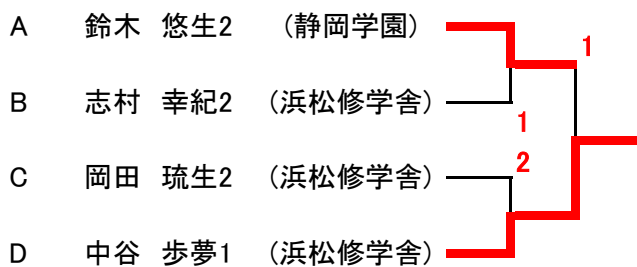 A 鈴木 悠生2 (静岡学園)
1
B 志村 幸紀2 (浜松修学舎)
1
2
C 岡田 琉生2 (浜松修学舎)
D 中谷 歩夢1 (浜松修学舎)